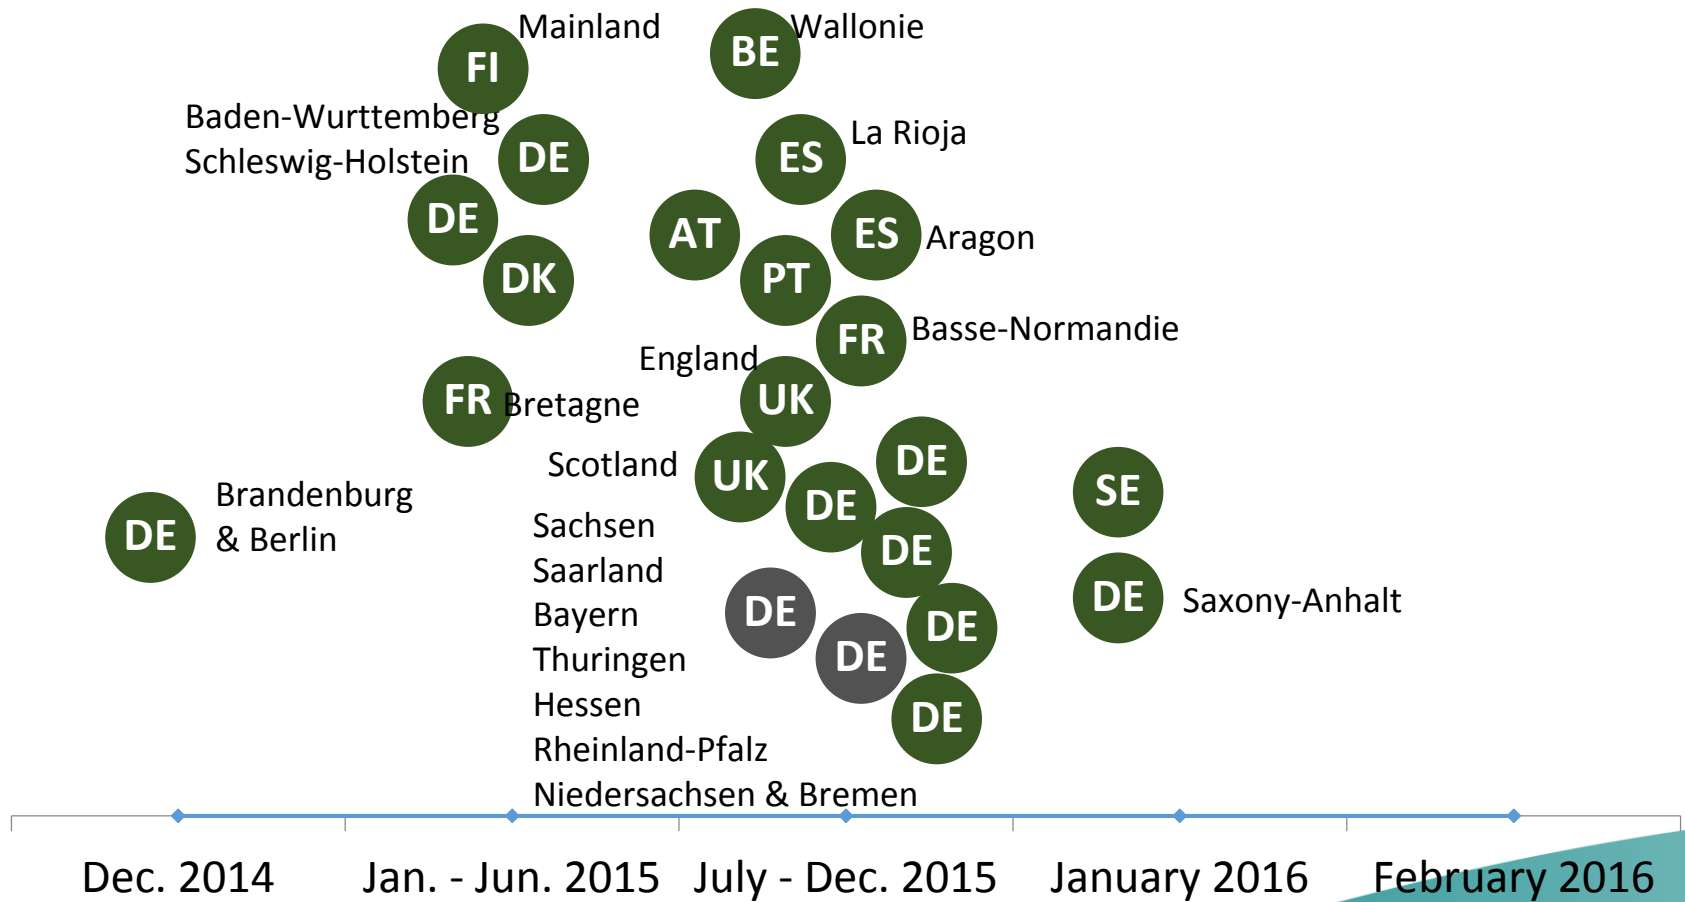 Mainland
FI
BE
Wallonie
Baden-Wurttemberg
Schleswig-Holstein
DE
ES
La Rioja
DE
AT
ES
Aragon
DK
PT
FR
Basse-Normandie
England
FR
Bretagne
UK
Scotland
UK
DE
SE
Brandenburg
& Berlin
DE
DE
Sachsen
Saarland
Bayern
Thuringen
Hessen
Rheinland-Pfalz
Niedersachsen & Bremen
DE
DE
DE
DE
DE
DE
Saxony-Anhalt
Dec. 2014
Jan. - Jun. 2015
July - Dec. 2015
January 2016
February 2016